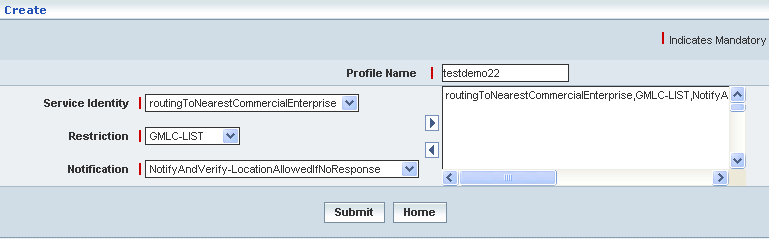 Create
Indicates Mandatory
Profile Name testdemo22
Service Identity routingToNearestCommercialEnterprise
routingToNearestCommercialEnterprise,GMLC-LIST,NotifyA
Restriction GMLC-LIST
Notification NotifyAndVerify-LocationAllowedIfNoResponse
Submit Home